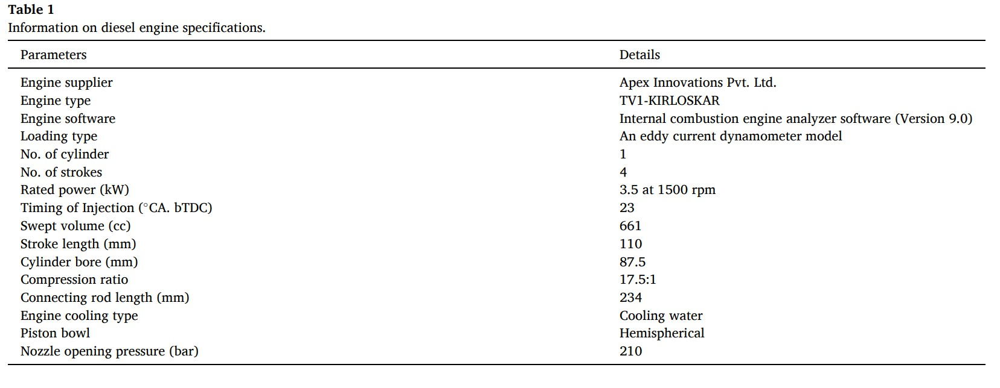 Table 1
Information on diesel engine specifications.
Parameters Details
Engine supplier Apex Innovations Pvt. Ltd.
Engine type TV1-KIRLOSKAR
Engine software Internal combustion engine analyzer software (Version 9.0)
Loading type An eddy current dynamometer model
No. of cylinder 1
No. of strokes 4
Rated power (kW) 3.5 at 1500 rpm
Timing of Injection (°CA. bTDC) 23
Swept volume (cc) 661
Stroke length (mm) 110
Cylinder bore (mm) 87.5
Compression ratio 17.5:1
Connecting rod length (mm) 234
Engine cooling type Cooling water
Piston bowl Hemispherical
Nozzle opening pressure (bar) 210